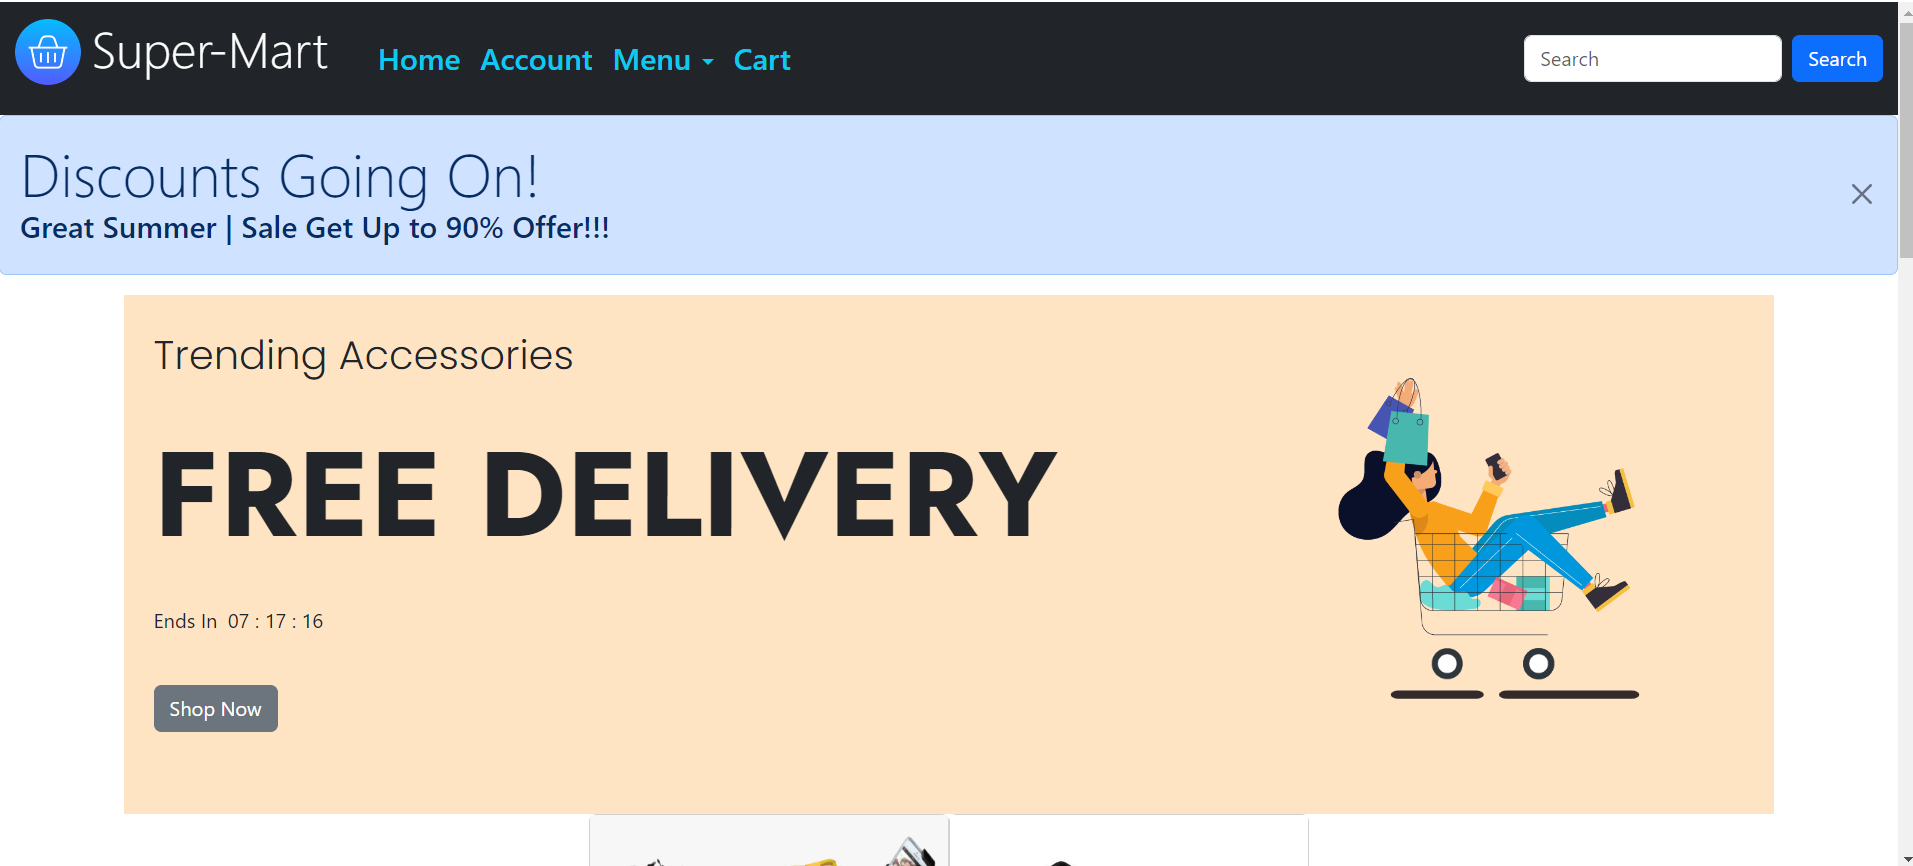 Super-Mart Home Account Menu Cart Search Search
Discounts Going On!
Great Summer | Sale Get Up to 90% Offer!!!
Trending Accessories
FREE DELIVERY
Ends In 07 : 17 : 16
Shop Now